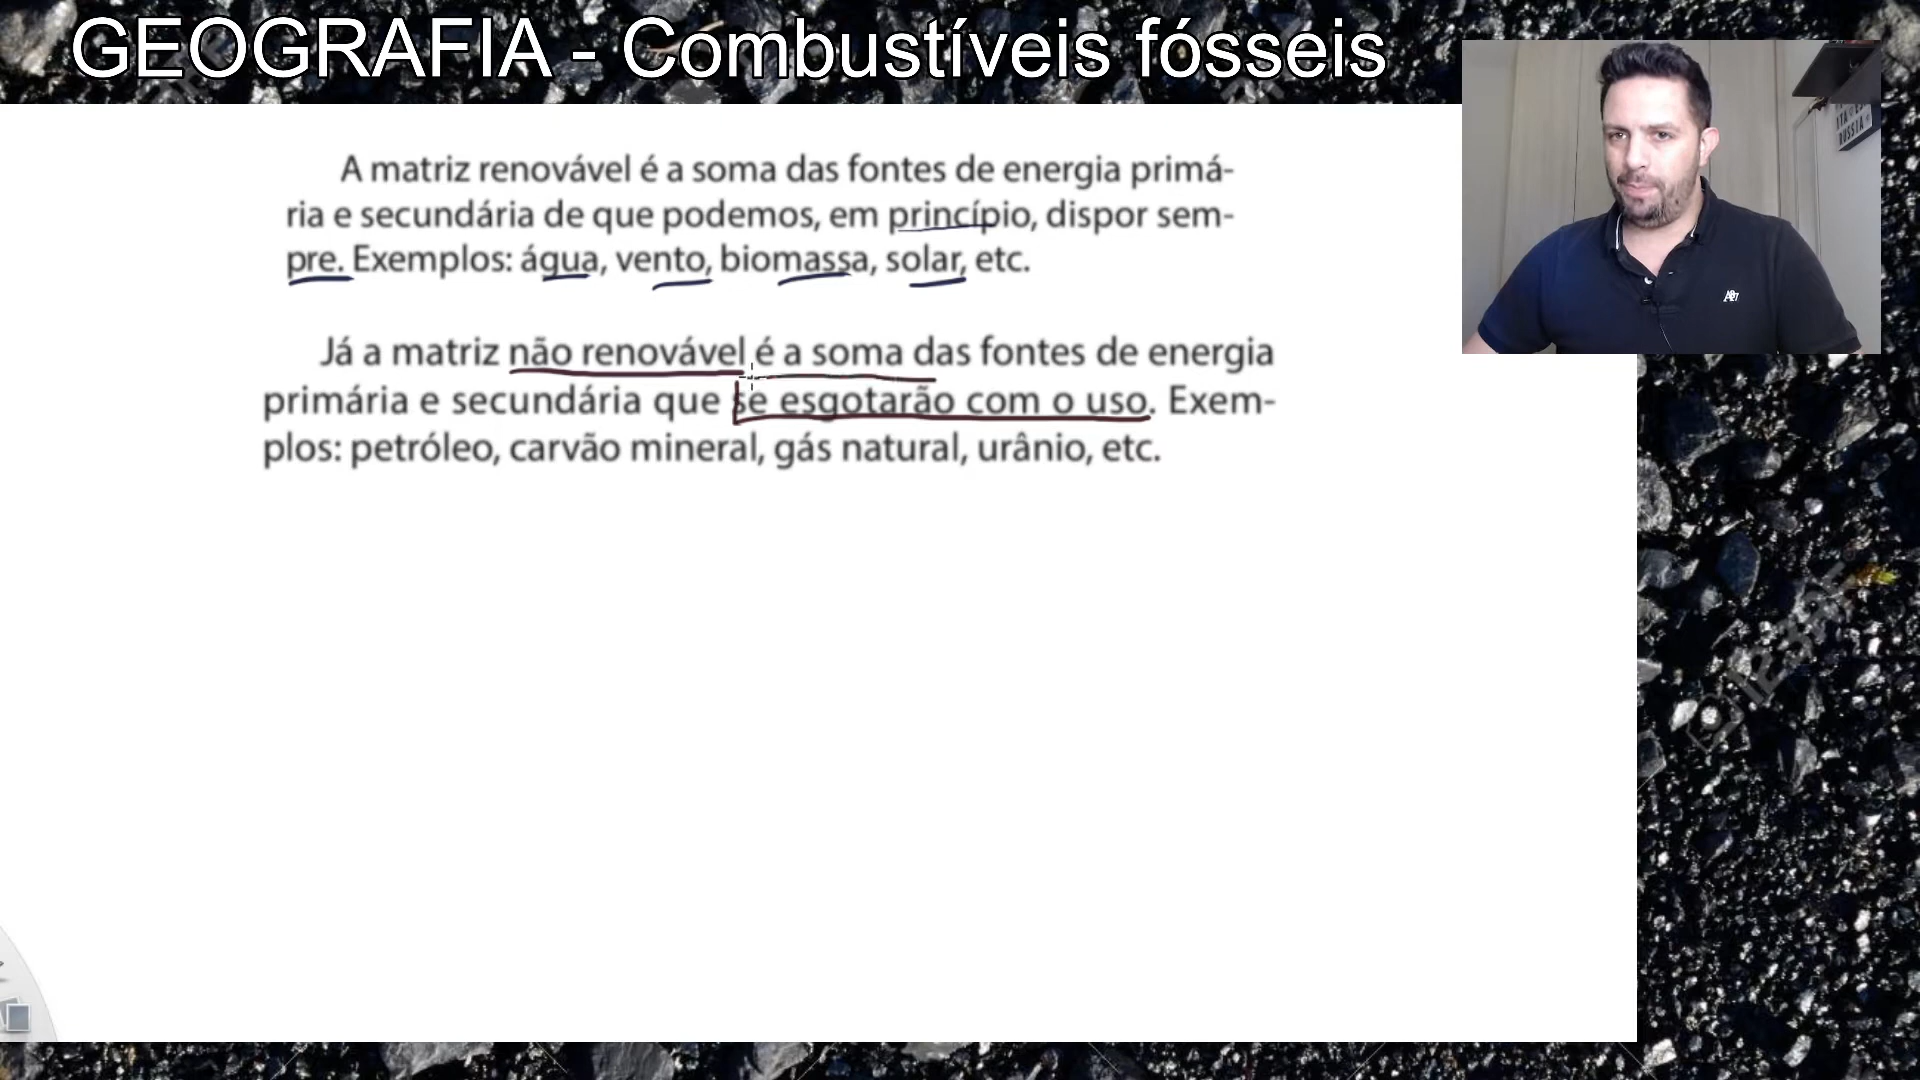 GEOGRAFIA - Combustíveis fósseis
A matriz renovável é a soma das fontes de energia primá-
ria e secundária de que podemos, em princípio, dispor sem-
pre. Exemplos: água, vento, biomassa, solar, etc.
Já a matriz não renovável é a soma das fontes de energia
primária e secundária que se esgotarão com o uso. Exem-
plos: petróleo, carvão mineral, gás natural, urânio, etc.
RUSSIA